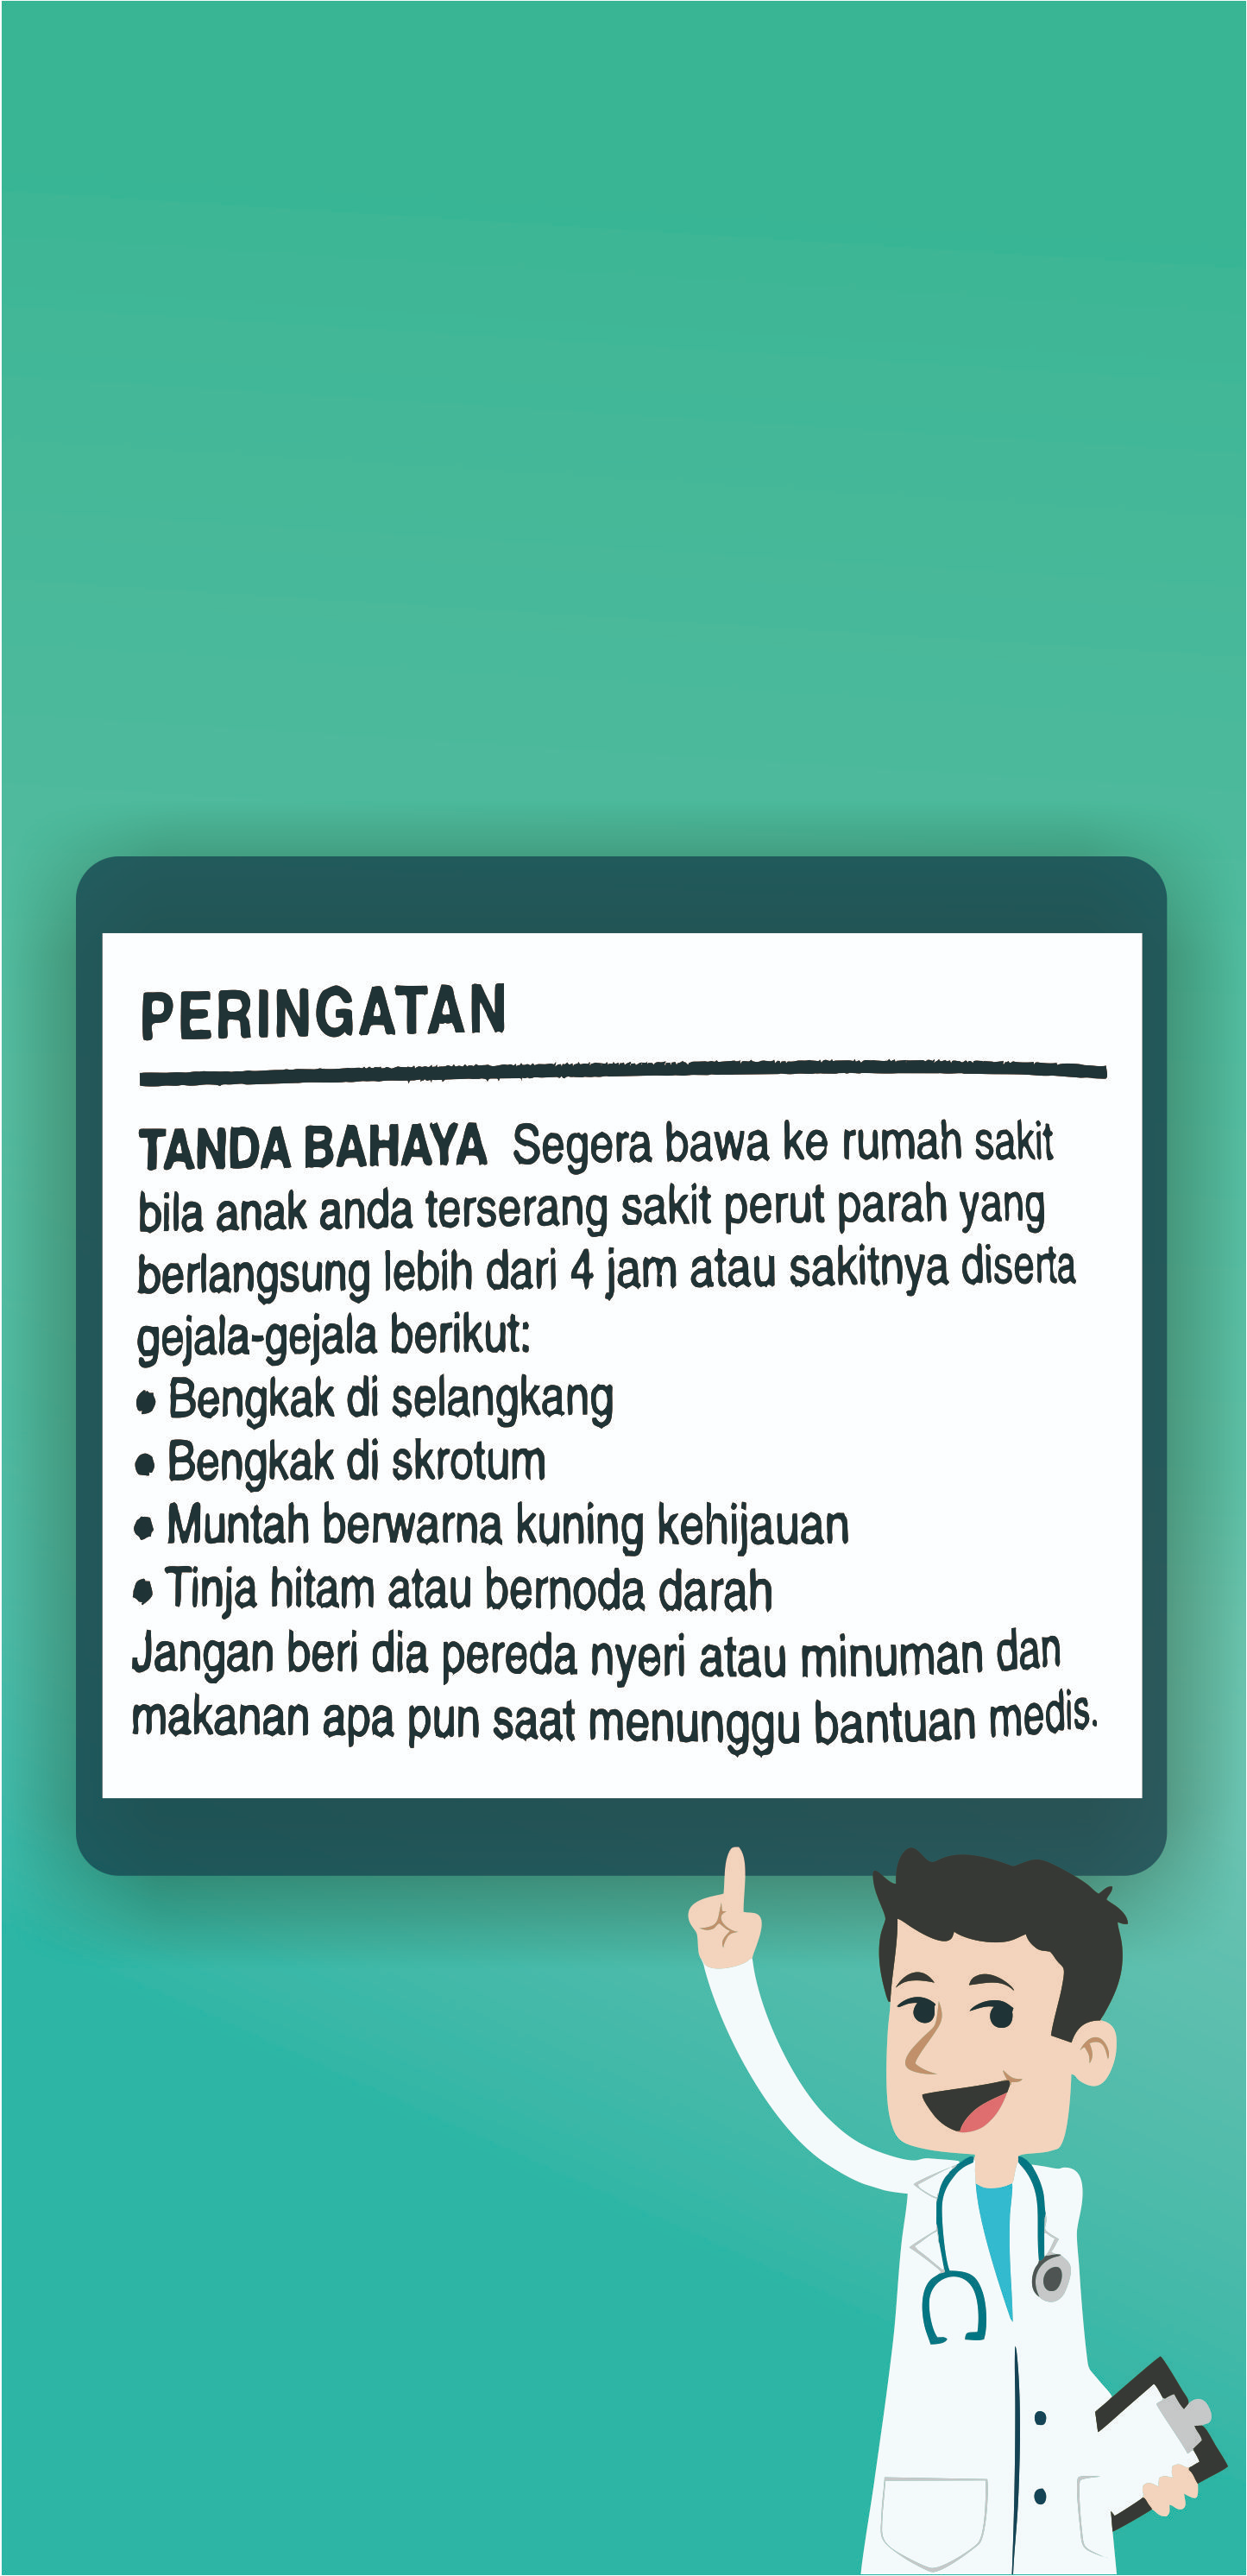 PERINGATAN
TANDA BAHAYA Segera bawa ke rumah sakit
bila anak anda terserang sakit perut parah yang
berlangsung lebih dari 4 jam atau sakitnya diserta
gejala-gejala berikut:
• Bengkak di selangkang
• Bengkak di skrotum
• Muntah berwarna kuning kehijauan
• Tinja hitam atau bernoda darah
Jangan beri dia pereda nyeri atau minuman dan
makanan apa pun saat menunggu bantuan medis.